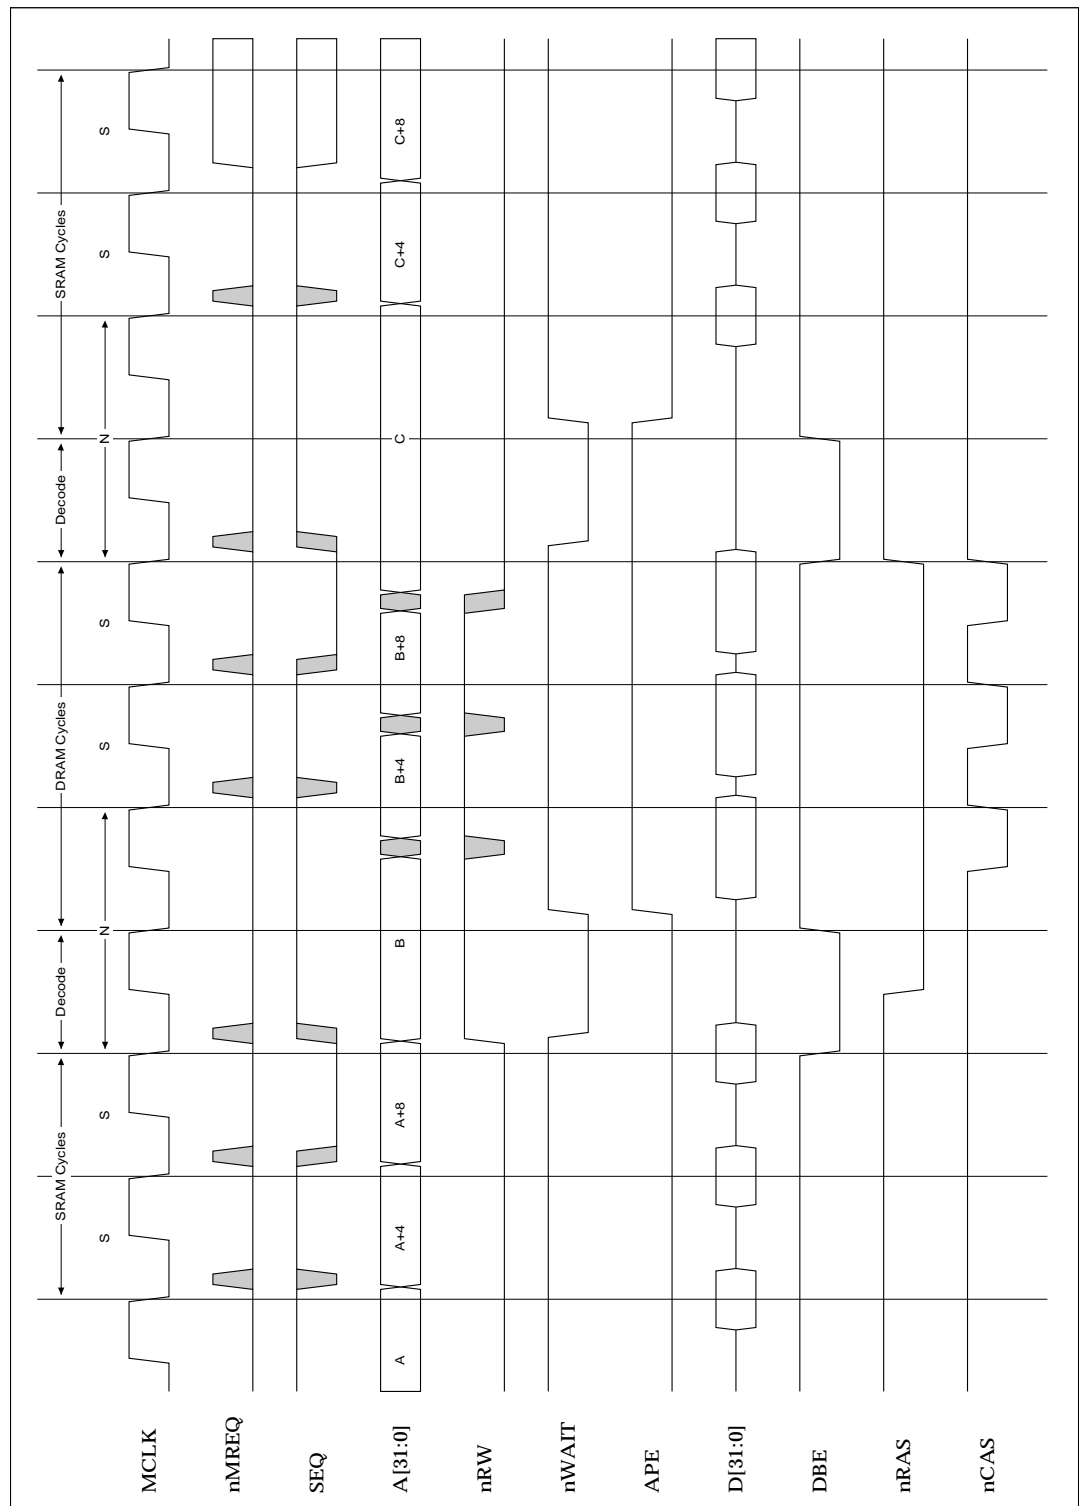 SRAM Cycles Decode DRAM Cycles Decode SRAM Cycles
S S N S S N S S
MCLK
nMREQ
SEQ
A[31:0] A A+4 A+8 B B+4 B+8 C C+4 C+8
nRW
nWAIT
APE
D[31:0]
DBE
nRAS
nCAS